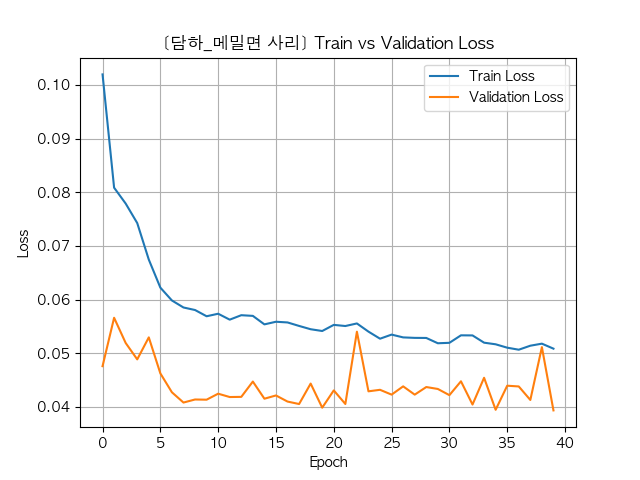 [담하_메밀면 사리] Train vs Validation Loss
Train Loss
Validation Loss
Loss
0.10
0.09
0.08
0.07
0.06
0.05
0.04
0 5 10 15 20 25 30 35 40
Epoch